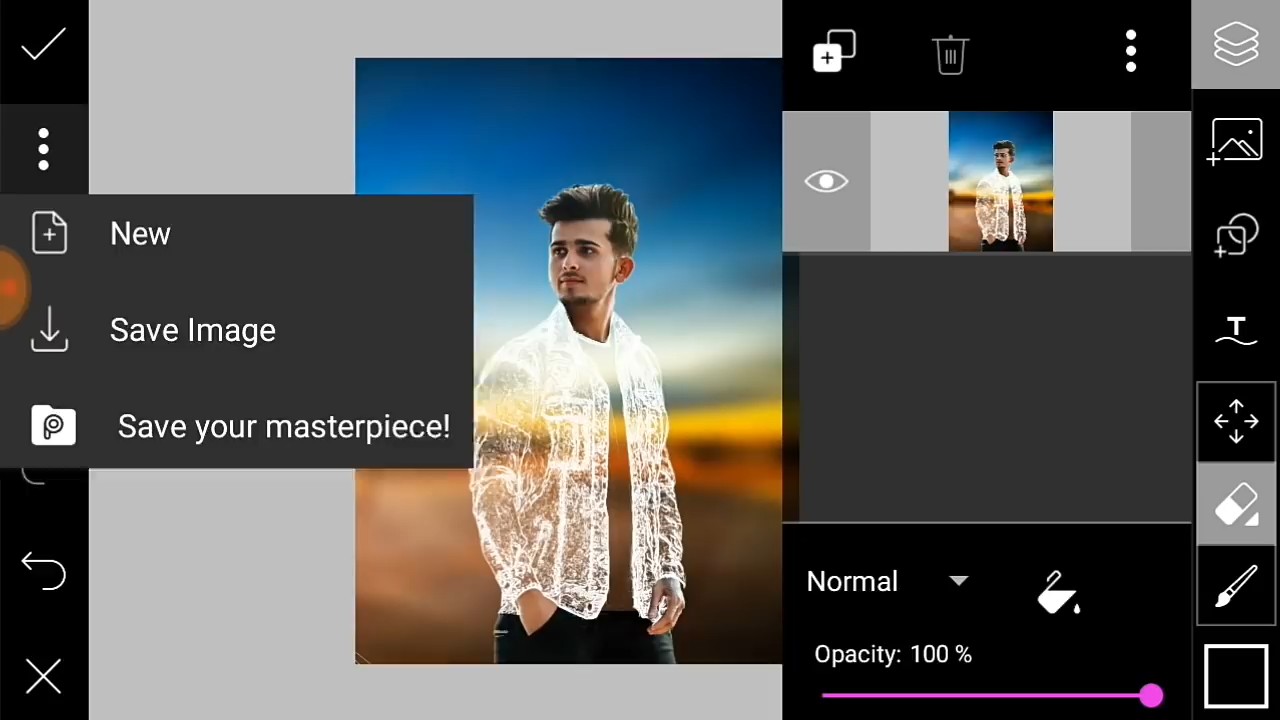 New
Save Image
Save your masterpiece!
Normal
Opacity: 100 %
T